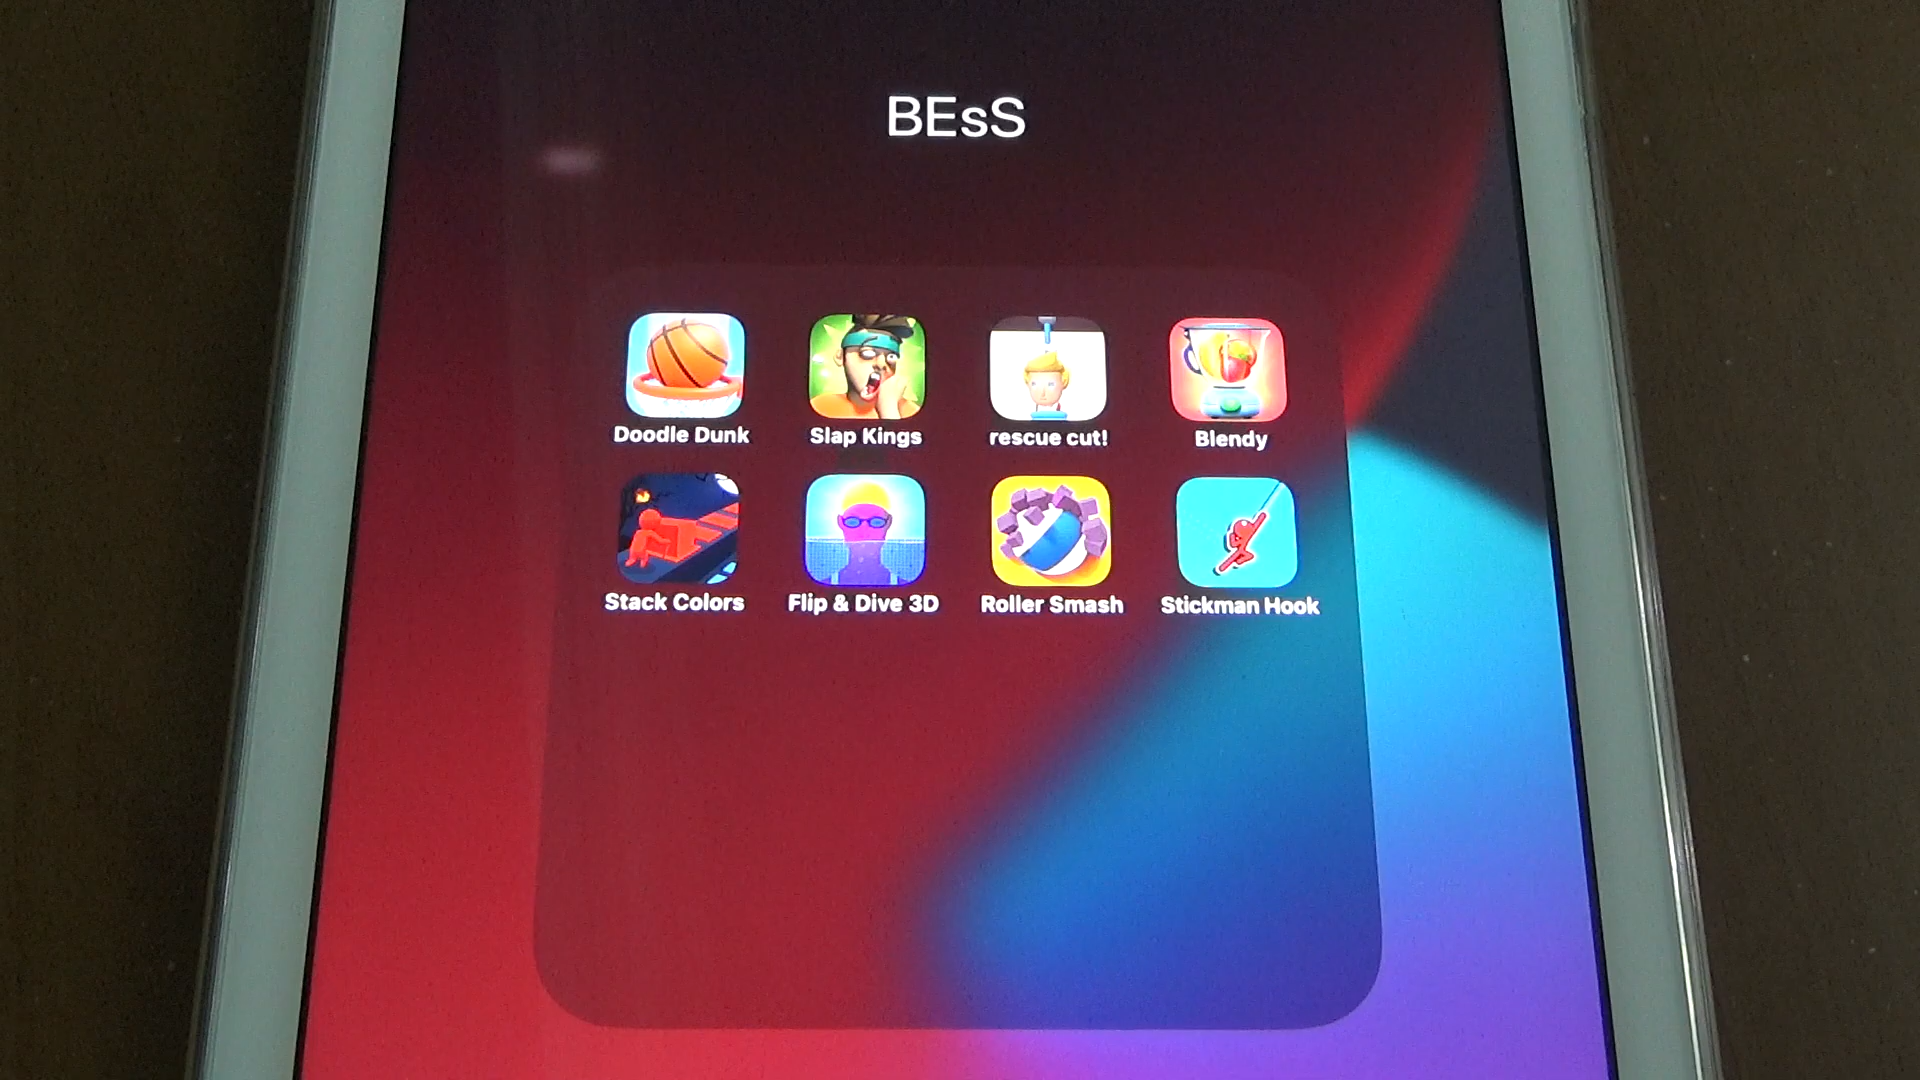 BEsS
Doodle Dunk
Slap Kings
rescue cut!
Blendy
Stack Colors
Flip & Dive 3D
Roller Smash
Stickman Hook